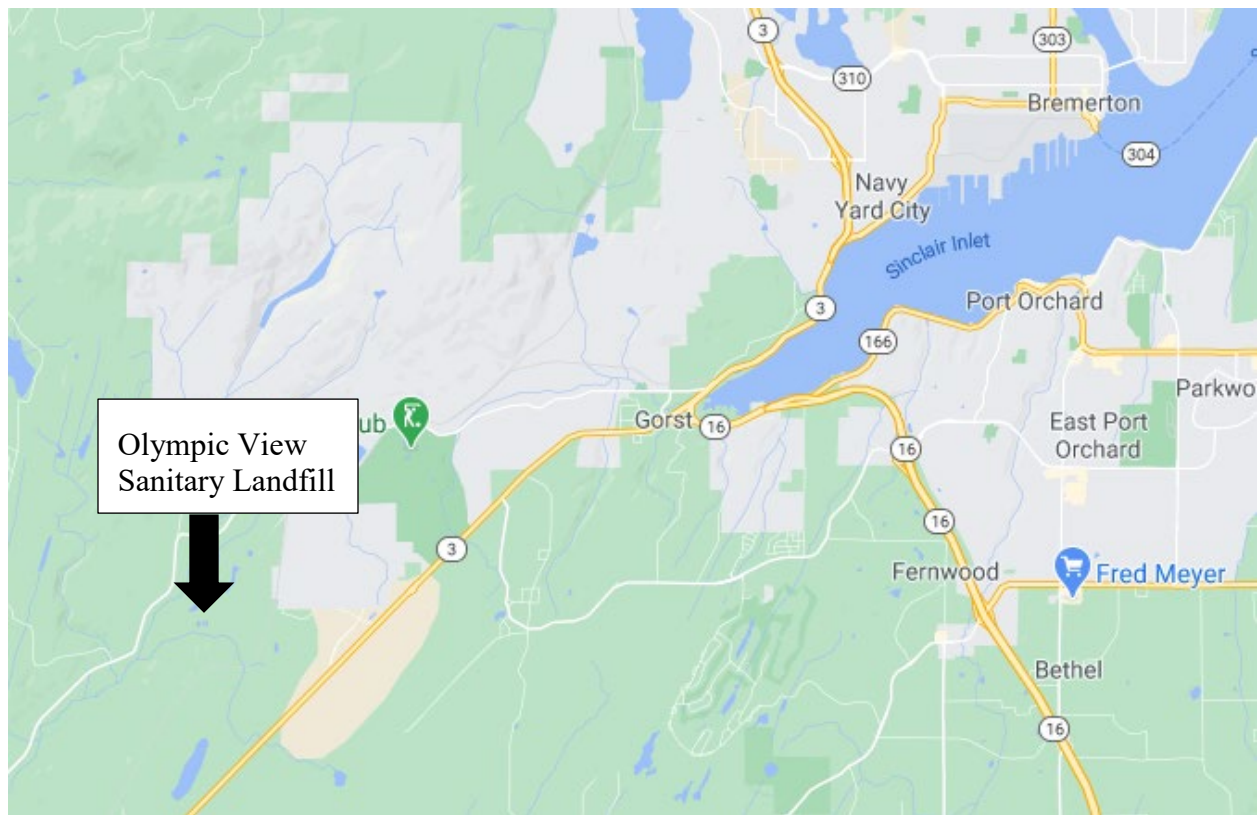 3
303
310
Bremerton
304
Navy
Yard City
Sinclair Inlet
Port Orchard
3
166
Parkwo
ub
Gorst
16
East Port
Orchard
16
Olympic View
Sanitary Landfill
16
3
Fernwood
Fred Meyer
Bethel
16